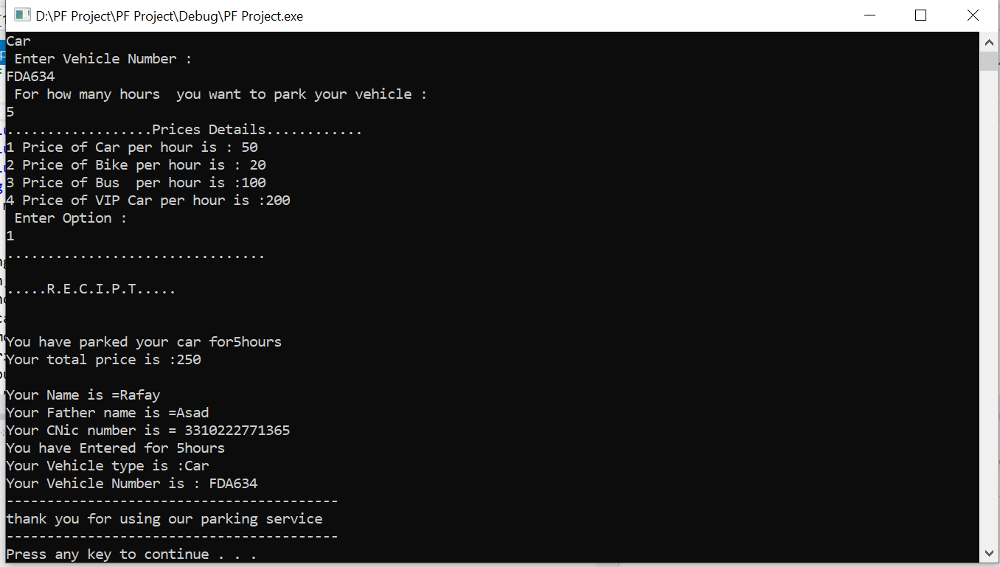 D:\PF Project\PF Project\Debug\PF Project.exe
Car
 Enter Vehicle Number :
FDA634
 For how many hours  you want to park your vehicle :
5
..................Prices Details............
1 Price of Car per hour is : 50
2 Price of Bike per hour is : 20
3 Price of Bus  per hour is :100
4 Price of VIP Car per hour is :200
 Enter Option :
1
................................
.....R.E.C.I.P.T.....
You have parked your car for5hours
Your total price is :250
Your Name is =Rafay
Your Father name is =Asad
Your CNic number is = 3310222771365
You have Entered for 5hours
Your Vehicle type is :Car
Your Vehicle Number is : FDA634
-----------------------------------------
thank you for using our parking service
-----------------------------------------
Press any key to continue . . .